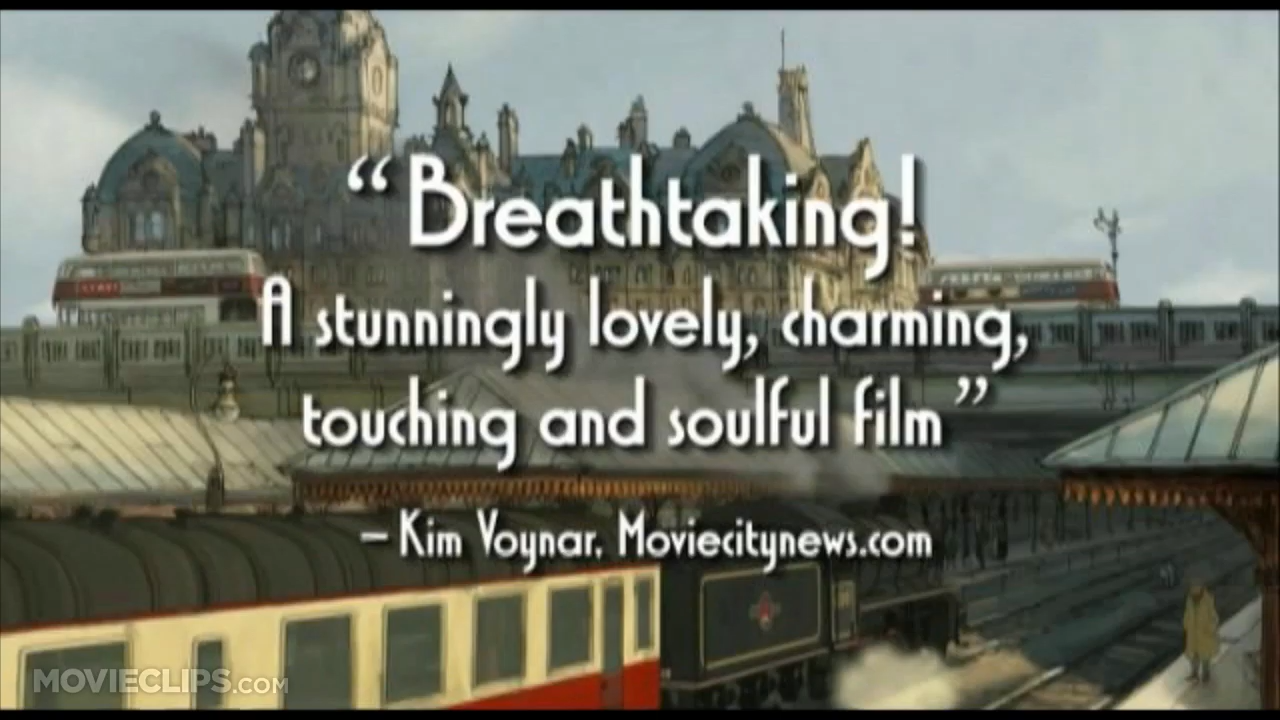 “Breathtaking!
A stunningly lovely, charming,
touching and soulful film”
– Kim Voynar, Moviecitynews.com
MOVIECLIPS.COM